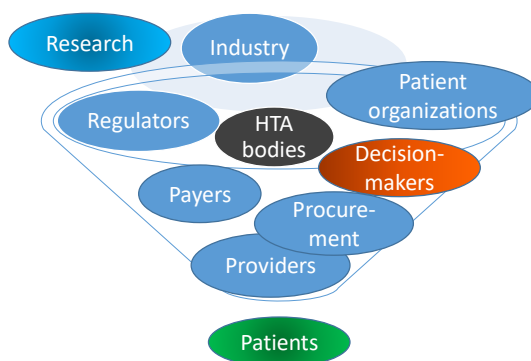 Research
Industry
Patient
organizations
Regulators
HTA
bodies
Decision-
makers
Payers
Procure-
ment
Providers
Patients